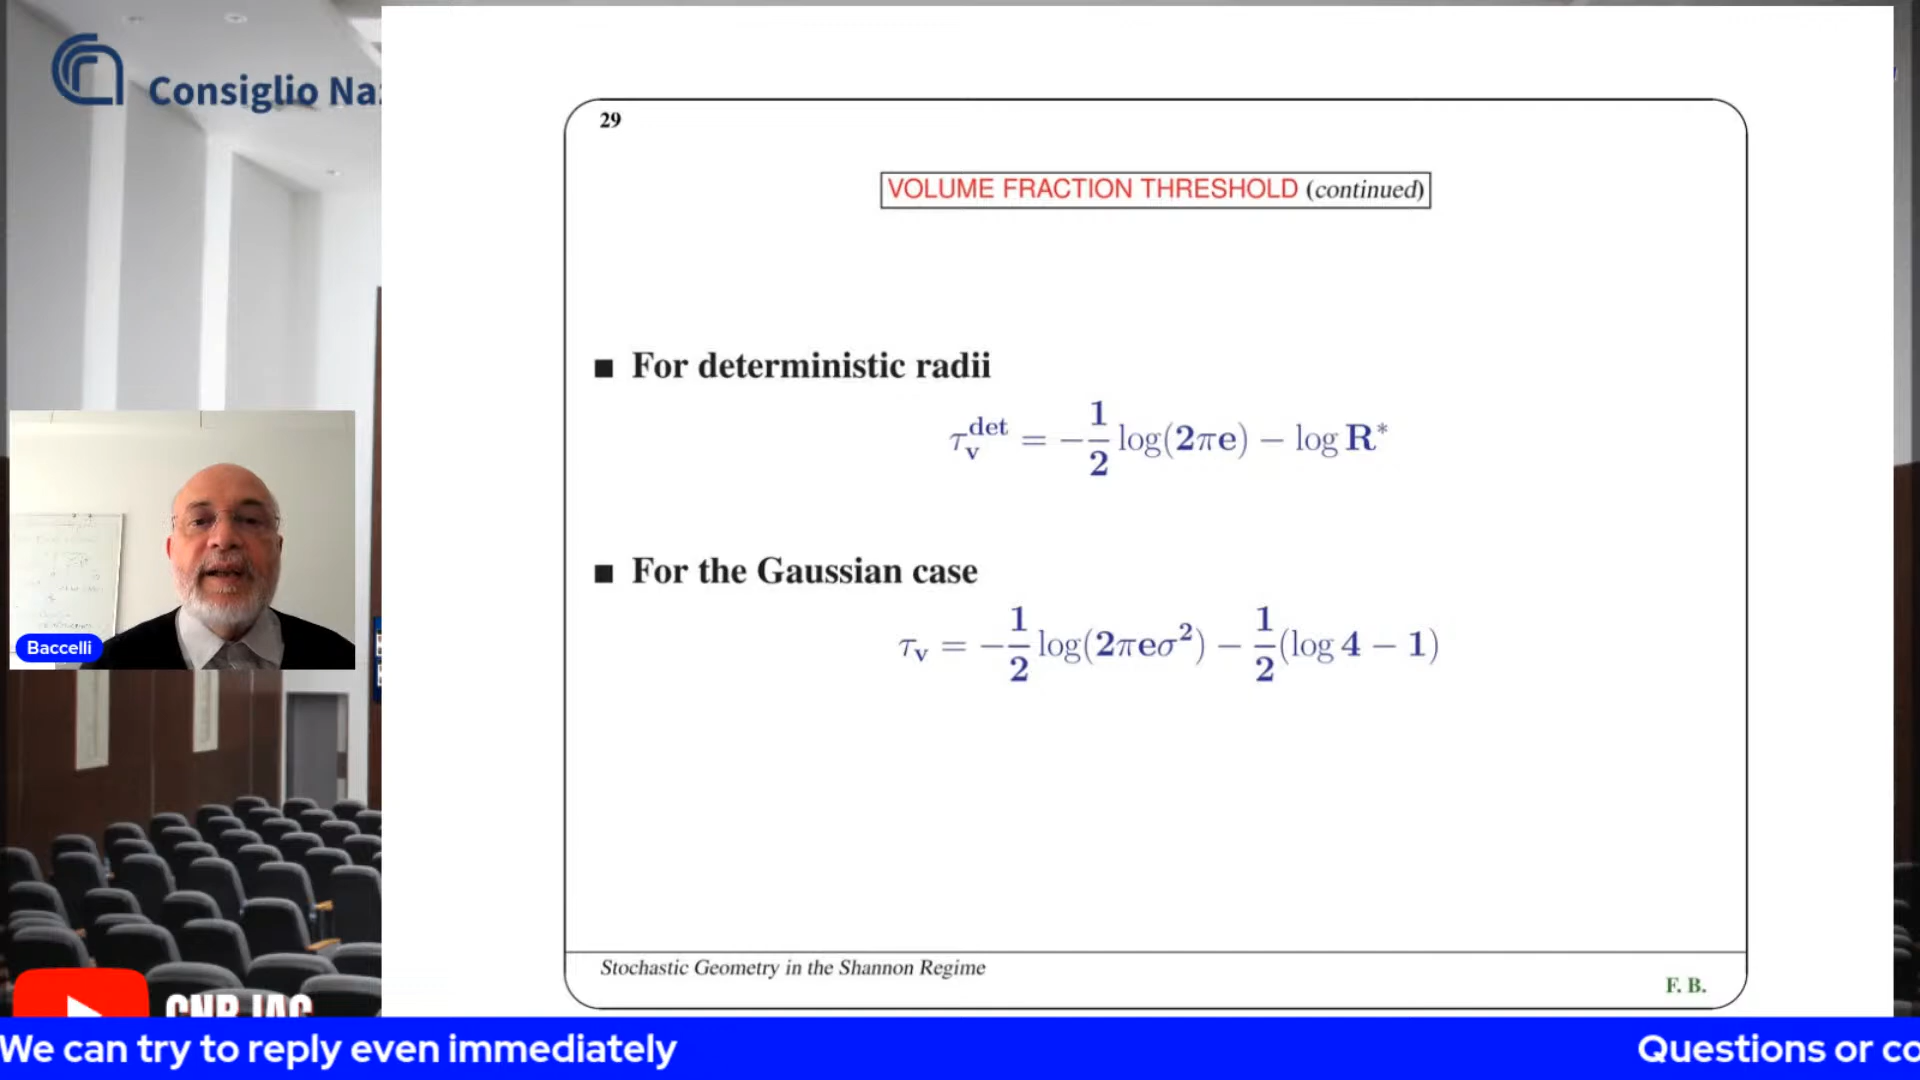 Consiglio Na
29
VOLUME FRACTION THRESHOLD (continued)
■ For deterministic radii
τ_v^det = −1/2 log(2πe) − log R*
■ For the Gaussian case
τ_v = −1/2 log(2πeσ²) − 1/2 (log 4 − 1)
Baccelli
Stochastic Geometry in the Shannon Regime
F. B.
CNR IAC
We can try to reply even immediately
Questions or co